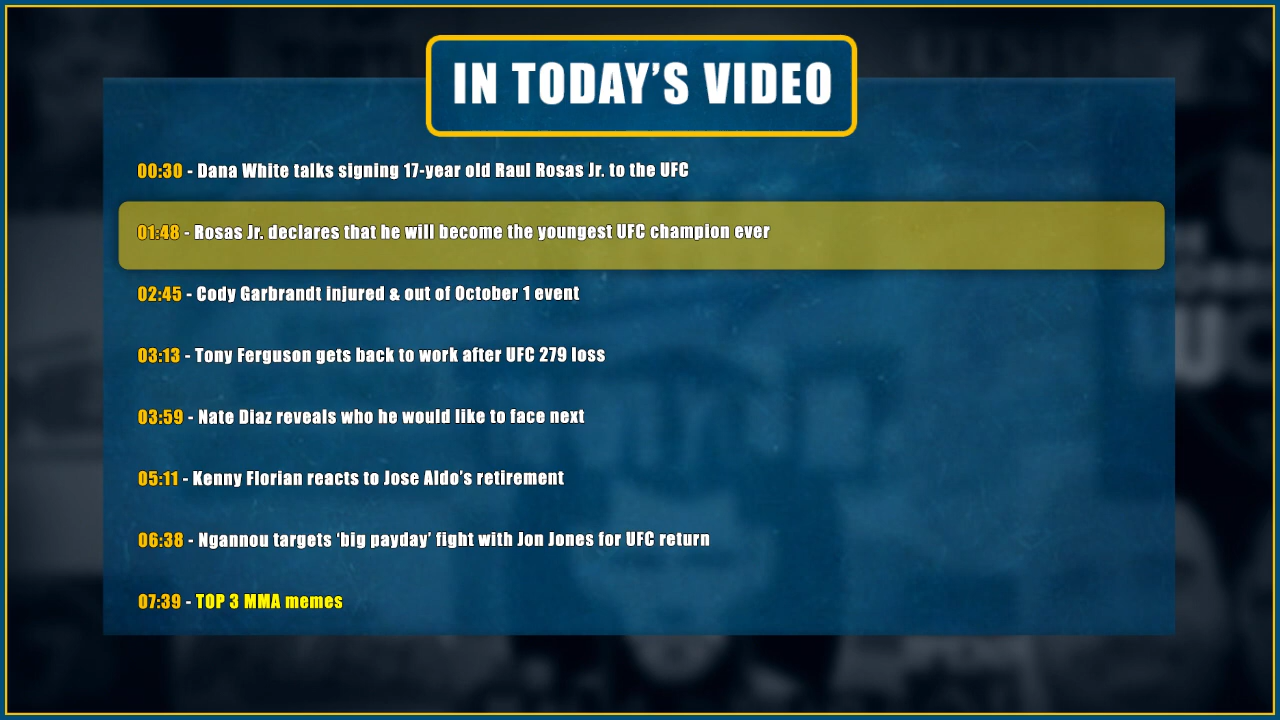 IN TODAY'S VIDEO
00:30 - Dana White talks signing 17-year old Raul Rosas Jr. to the UFC
01:48 - Rosas Jr. declares that he will become the youngest UFC champion ever
02:45 - Cody Garbrandt injured & out of October 1 event
03:13 - Tony Ferguson gets back to work after UFC 279 loss
03:59 - Nate Diaz reveals who he would like to face next
05:11 - Kenny Florian reacts to Jose Aldo's retirement
06:38 - Ngannou targets 'big payday' fight with Jon Jones for UFC return
07:39 - TOP 3 MMA memes